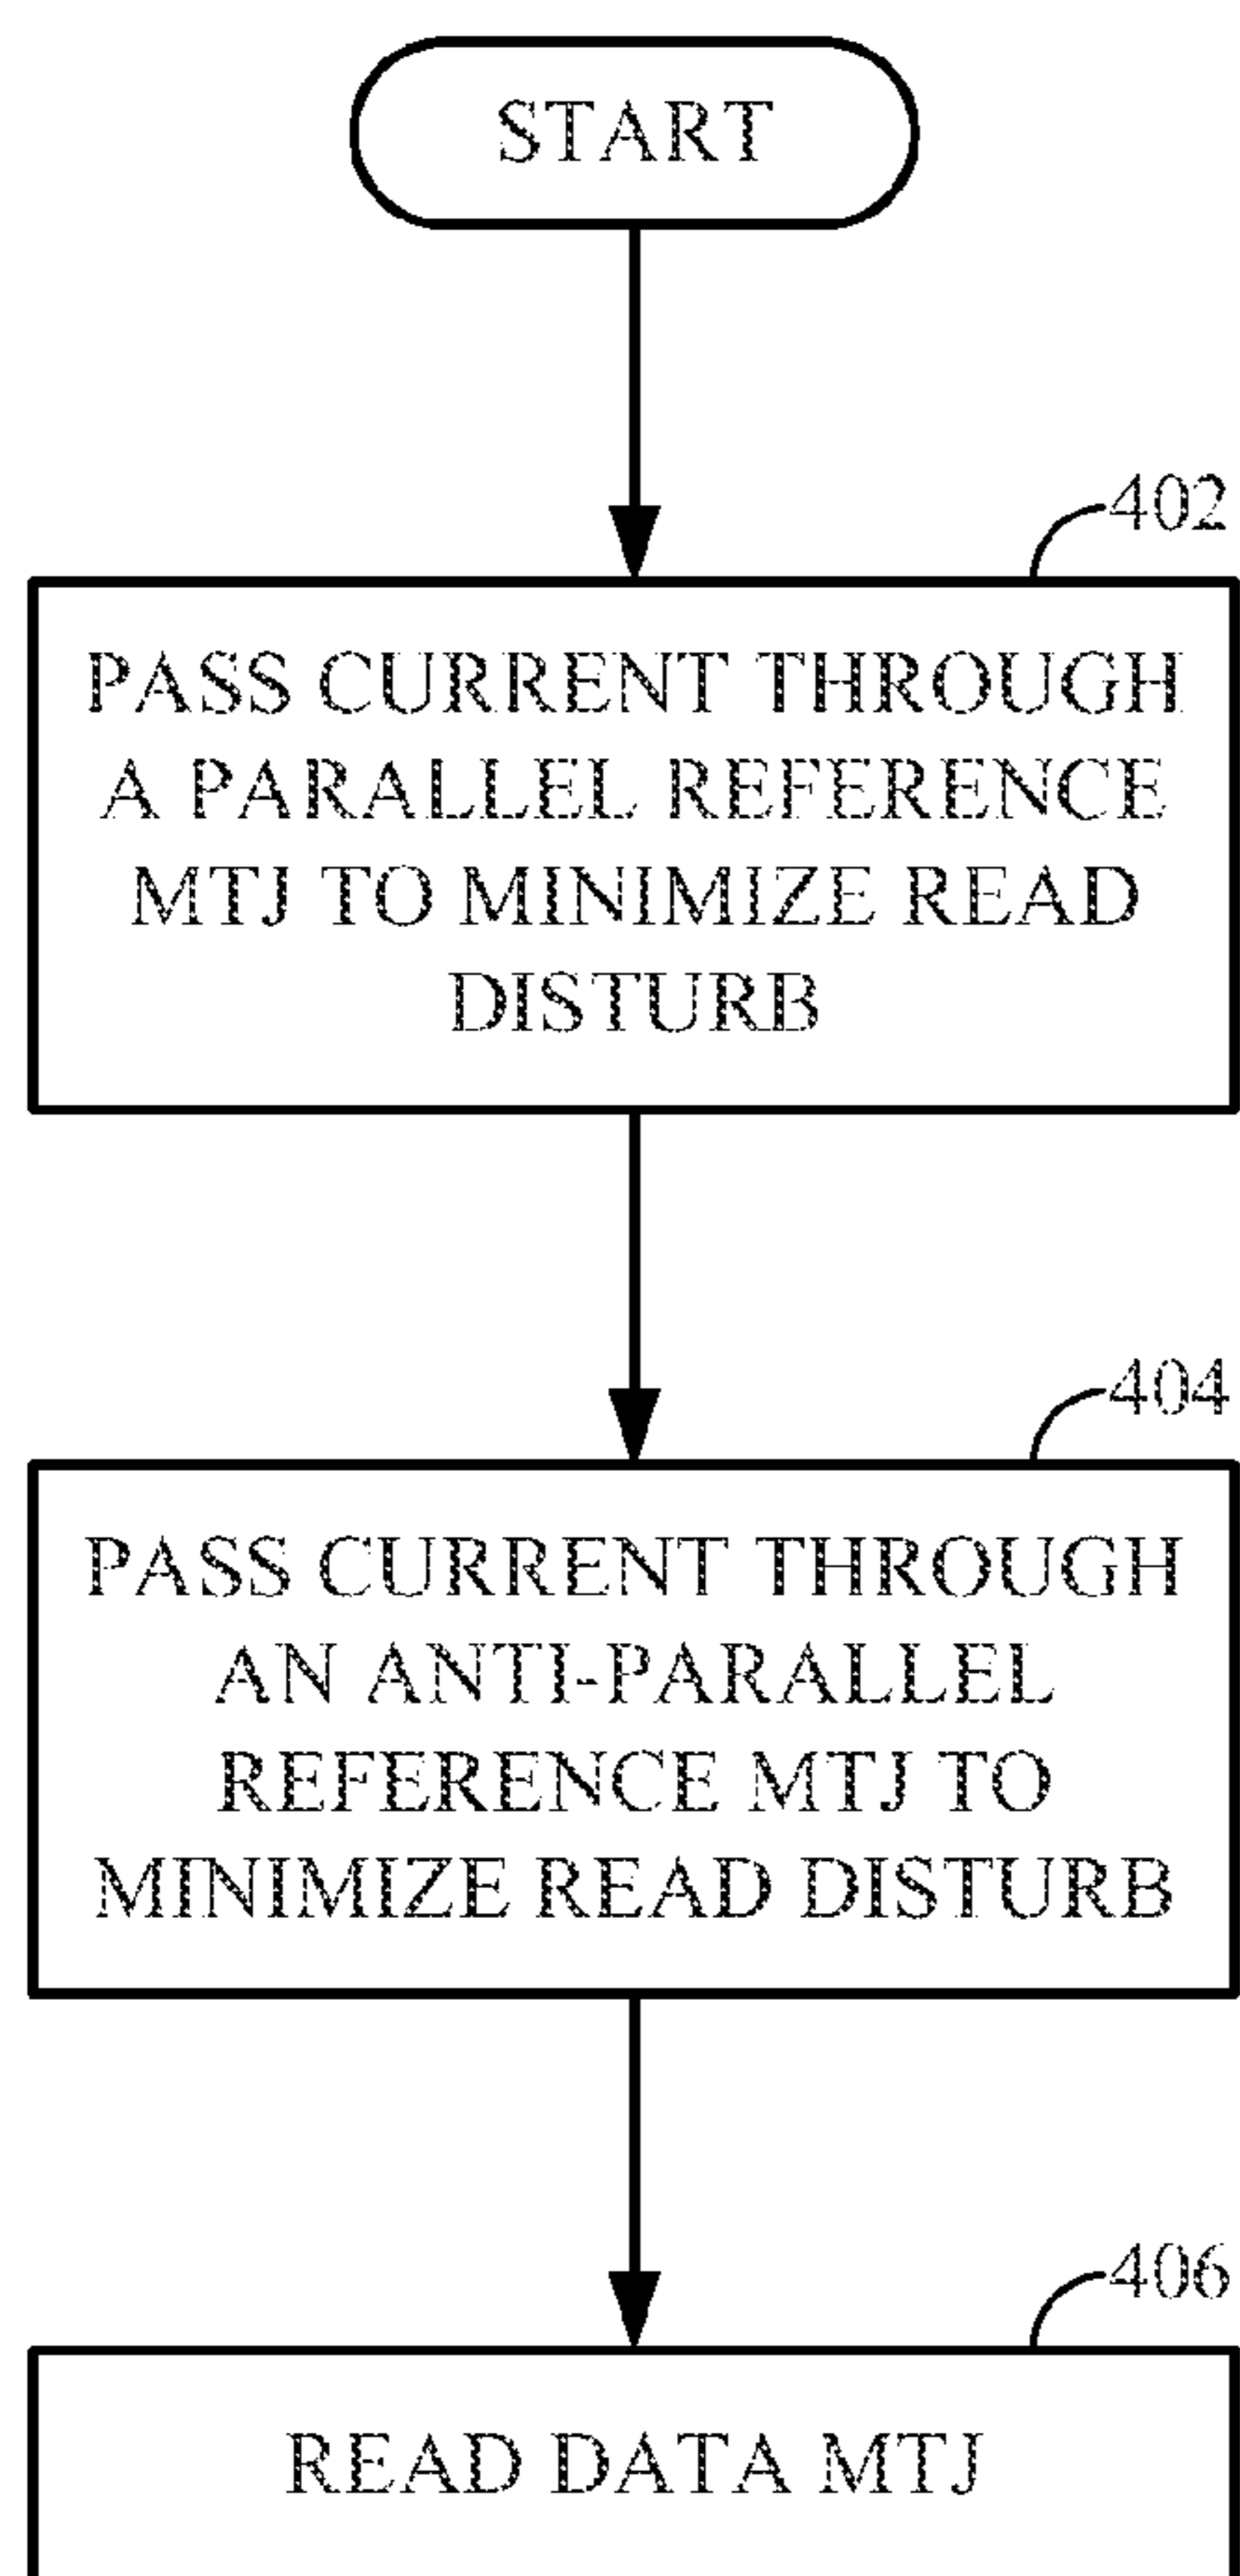 START
402
PASS CURRENT THROUGH
A PARALLEL REFERENCE
MTJ TO MINIMIZE READ
DISTURB
404
PASS CURRENT THROUGH
AN ANTI-PARALLEL
REFERENCE MTJ TO
MINIMIZE READ DISTURB
406
READ DATA MTJ